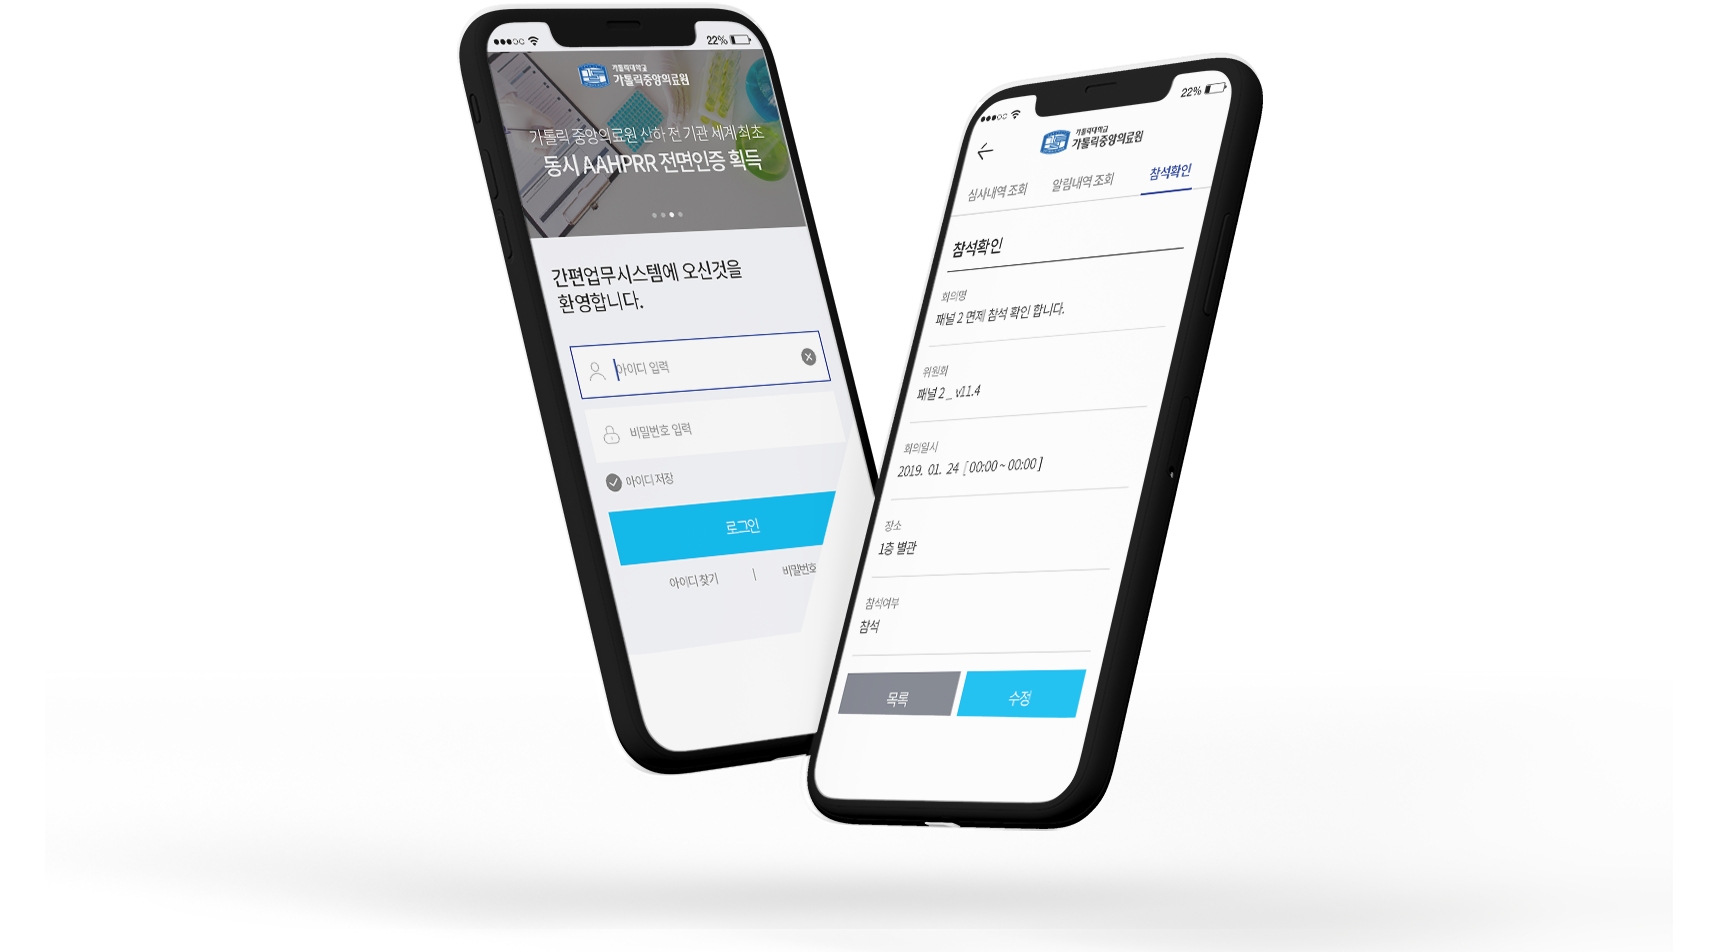 22%
가톨릭대학교
가톨릭중앙의료원
가톨릭 중앙의료원 산하 전 기관 세계 최초
동시 AAHPRR 전면인증 획득
간편업무시스템에 오신것을
환영합니다.
아이디 입력
비밀번호 입력
아이디 저장
로그인
아이디 찾기 | 비밀번호
22%
가톨릭대학교
가톨릭중앙의료원
심사내역 조회 알림내역 조회 참석확인
참석확인
회의명
패널 2 면제 참석 확인 합니다.
위원회
패널 2 _ v11.4
회의일시
2019. 01. 24 [ 00:00 ~ 00:00 ]
장소
1층 별관
참석여부
참석
목록 수정